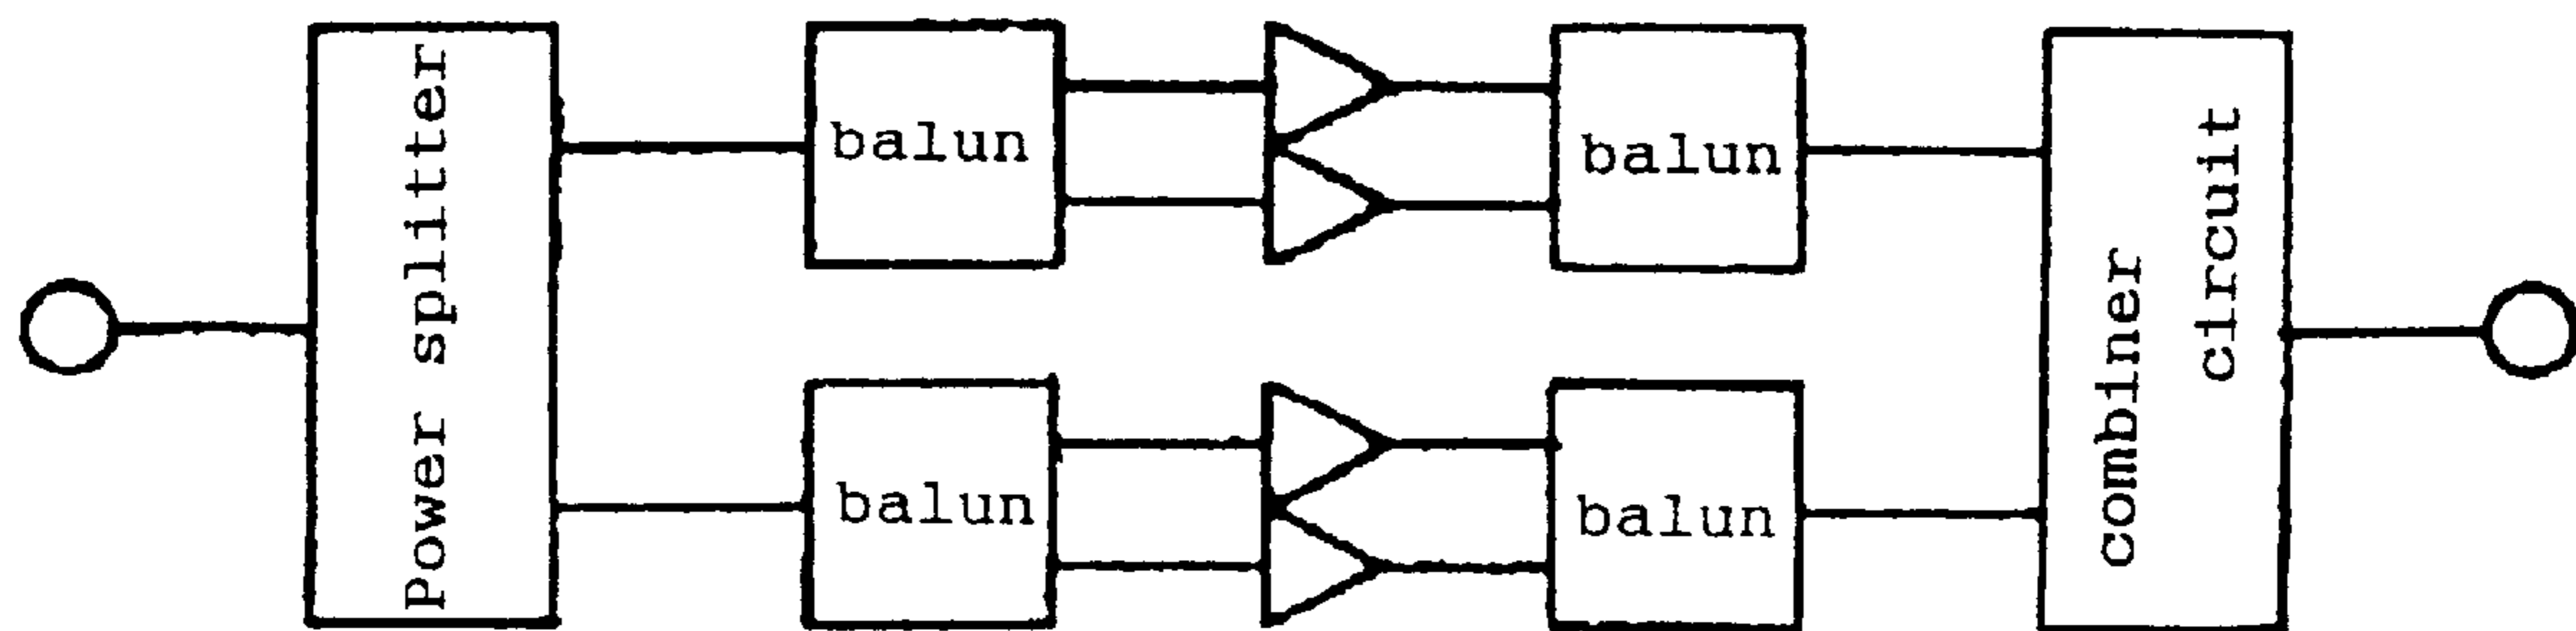 Power splitter
balun
balun
balun
balun
combiner
circuit